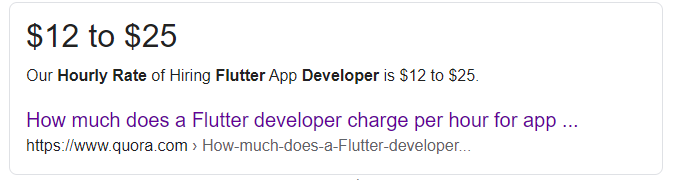 $12 to $25
Our Hourly Rate of Hiring Flutter App Developer is $12 to $25.
How much does a Flutter developer charge per hour for app ...
https://www.quora.com › How-much-does-a-Flutter-developer...